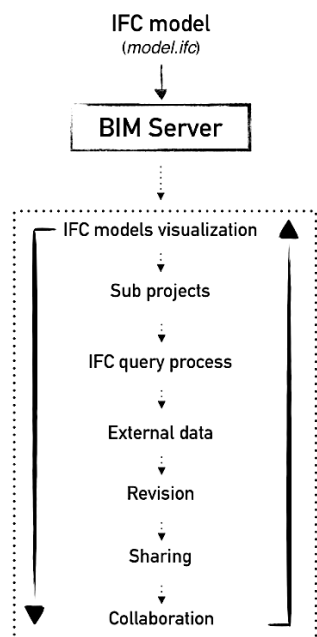 IFC model
(model.ifc)
BIM Server
IFC models visualization
Sub projects
IFC query process
External data
Revision
Sharing
Collaboration